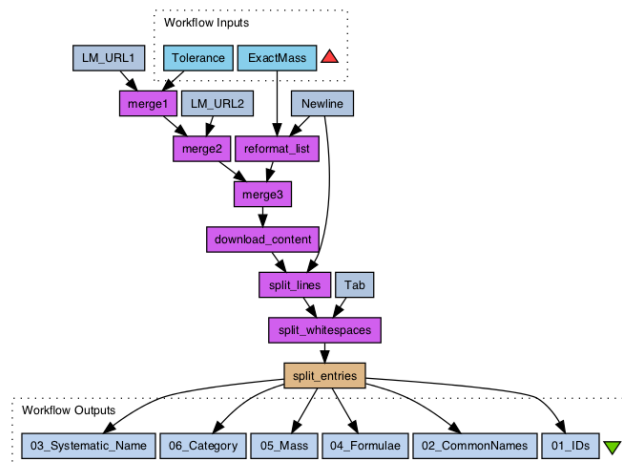 Workflow Inputs
LM_URL1
Tolerance
ExactMass
merge1
LM_URL2
Newline
merge2
reformat_list
merge3
download_content
split_lines
Tab
split_whitespaces
split_entries
Workflow Outputs
03_Systematic_Name
06_Category
05_Mass
04_Formulae
02_CommonNames
01_IDs